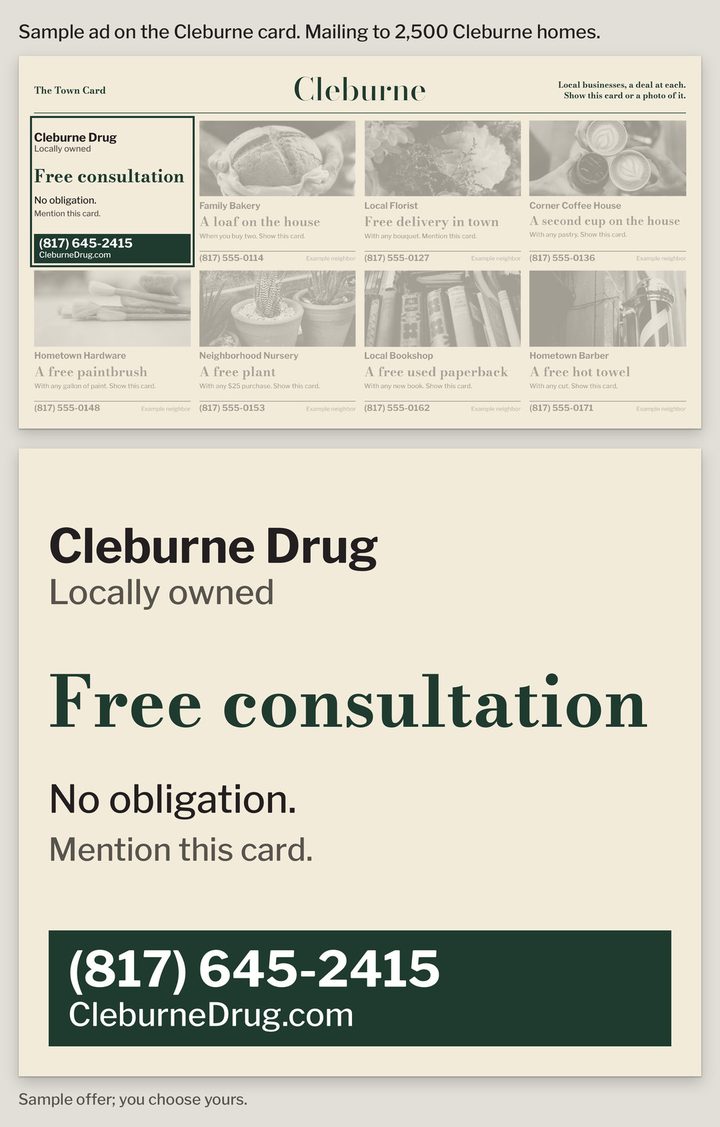 Sample ad on the Cleburne card. Mailing to 2,500 Cleburne homes.
The Town Card
Cleburne
Local businesses, a deal at each.
Show this card or a photo of it.
Cleburne Drug
Locally owned
Free consultation
No obligation.
Mention this card.
(817) 645-2415
CleburneDrug.com
Family Bakery
A loaf on the house
When you buy two. Show this card.
(817) 555-0114
Example neighbor
Local Florist
Free delivery in town
With any bouquet. Mention this card.
(817) 555-0127
Example neighbor
Corner Coffee House
A second cup on the house
With any pastry. Show this card.
(817) 555-0136
Example neighbor
Hometown Hardware
A free paintbrush
With any gallon of paint. Show this card.
(817) 555-0148
Example neighbor
Neighborhood Nursery
A free plant
With any $25 purchase. Show this card.
(817) 555-0153
Example neighbor
Local Bookshop
A free used paperback
With any new book. Show this card.
(817) 555-0162
Example neighbor
Hometown Barber
A free hot towel
With any cut. Show this card.
(817) 555-0171
Example neighbor
Cleburne Drug
Locally owned
Free consultation
No obligation.
Mention this card.
(817) 645-2415
CleburneDrug.com
Sample offer; you choose yours.